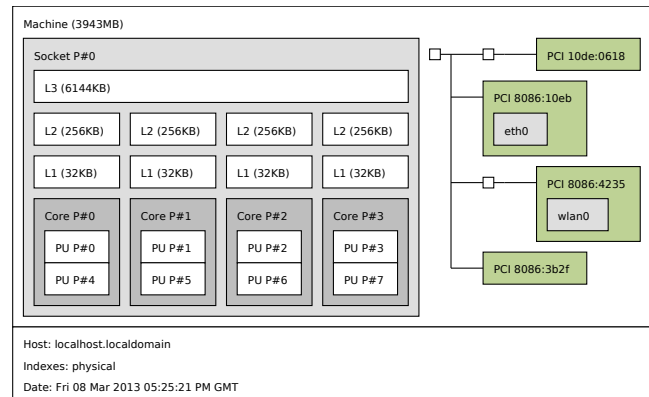 Machine (3943MB)
Socket P#0
L3 (6144KB)
L2 (256KB) L2 (256KB) L2 (256KB) L2 (256KB)
L1 (32KB) L1 (32KB) L1 (32KB) L1 (32KB)
Core P#0 Core P#1 Core P#2 Core P#3
PU P#0 PU P#1 PU P#2 PU P#3
PU P#4 PU P#5 PU P#6 PU P#7
PCI 10de:0618
PCI 8086:10eb
eth0
PCI 8086:4235
wlan0
PCI 8086:3b2f
Host: localhost.localdomain
Indexes: physical
Date: Fri 08 Mar 2013 05:25:21 PM GMT